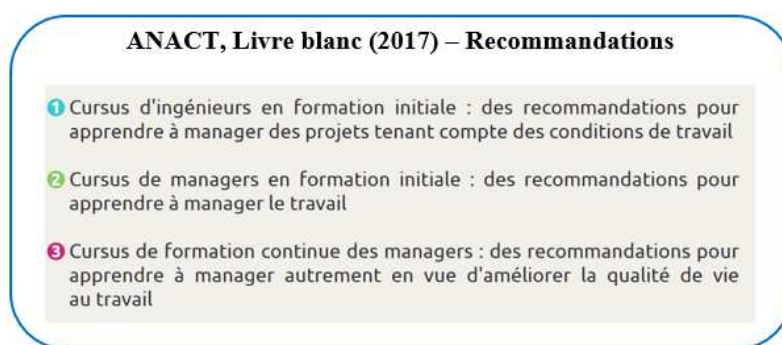 ANACT, Livre blanc (2017) – Recommandations
1 Cursus d'ingénieurs en formation initiale : des recommandations pour
apprendre à manager des projets tenant compte des conditions de travail
2 Cursus de managers en formation initiale : des recommandations pour
apprendre à manager le travail
3 Cursus de formation continue des managers : des recommandations pour
apprendre à manager autrement en vue d'améliorer la qualité de vie
au travail